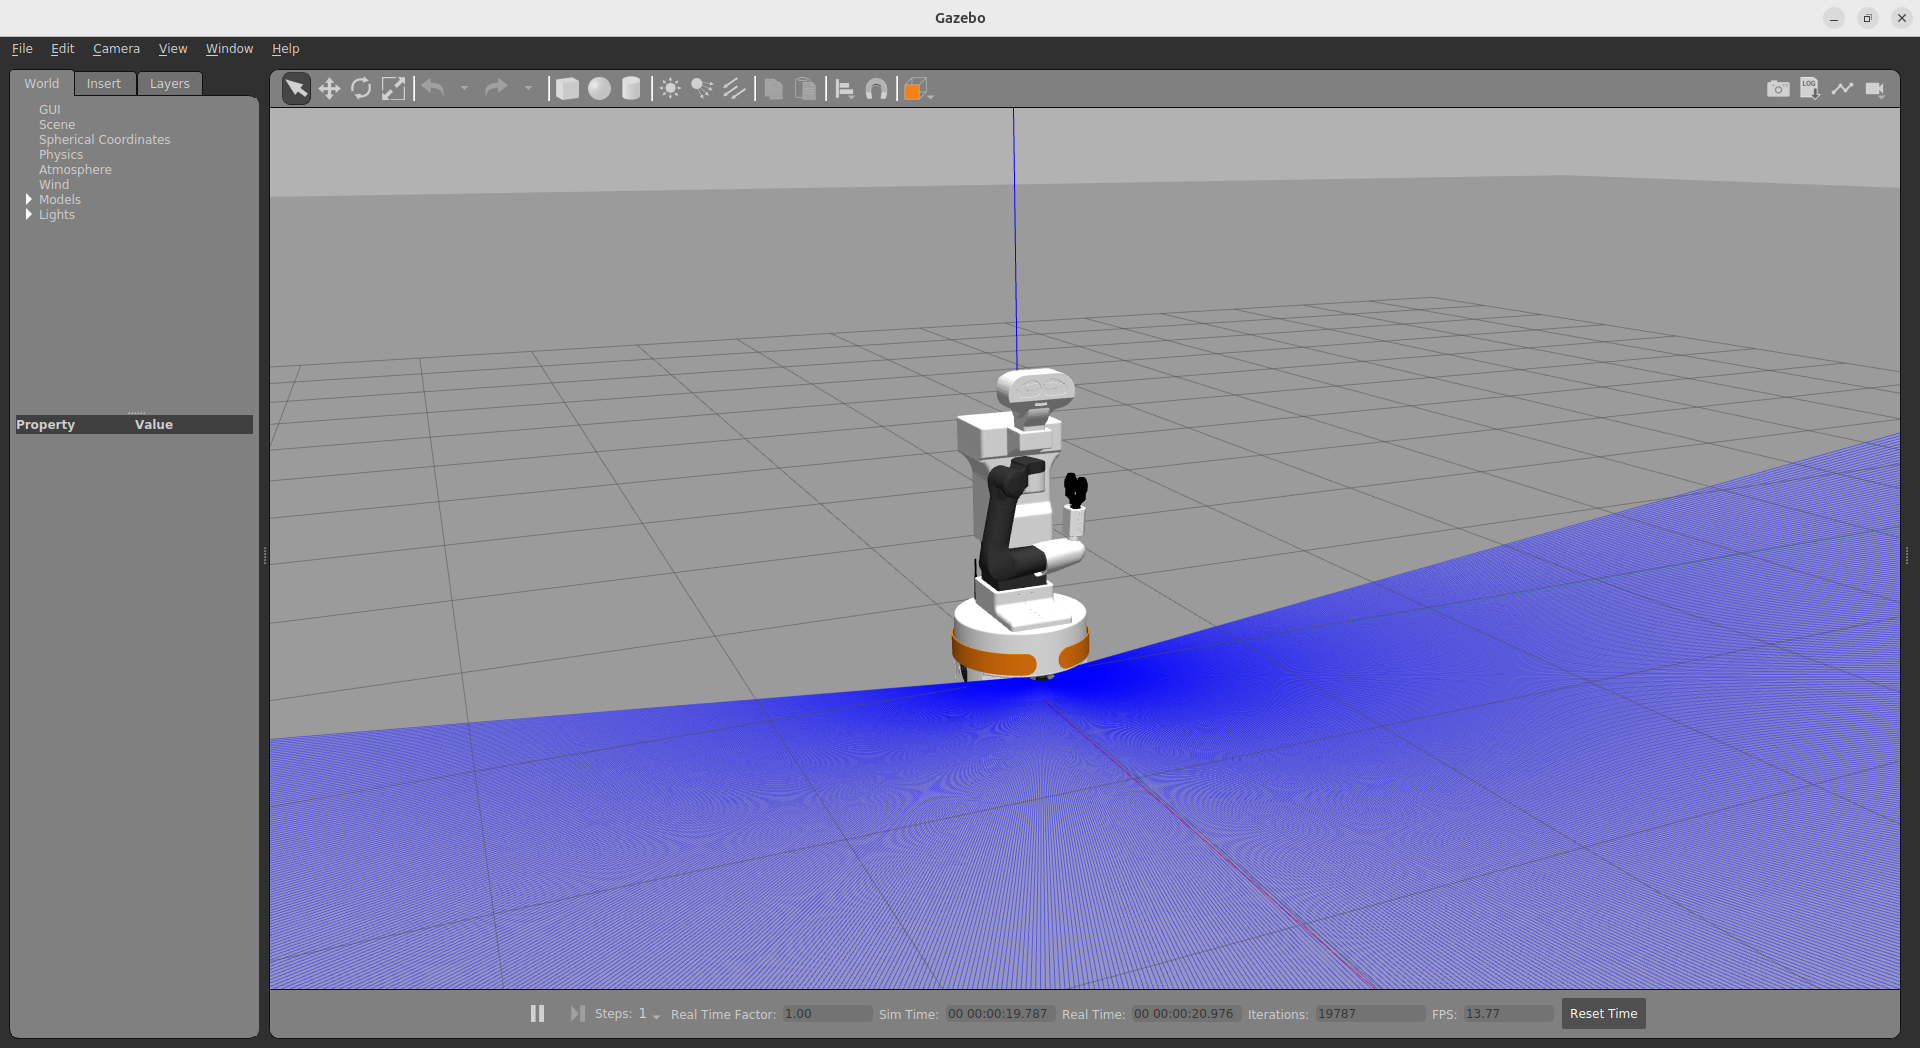 Gazebo
File Edit Camera View Window Help
World Insert Layers
LOG
GUI
Scene
Spherical Coordinates
Physics
Atmosphere
Wind
Models
Lights
Property Value
Steps: 1 Real Time Factor: 1.00 Sim Time: 00 00:00:19.787 Real Time: 00 00:00:20.976 Iterations: 19787 FPS: 13.77 Reset Time